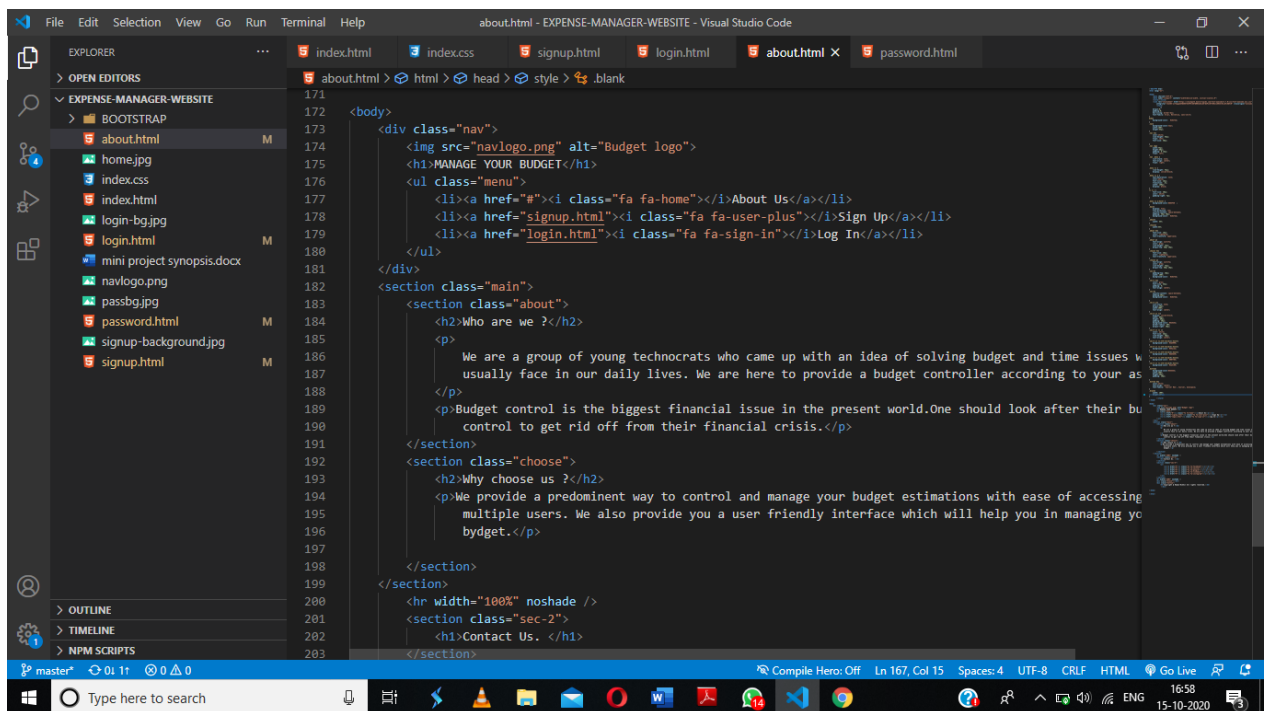 File Edit Selection View Go Run Terminal Help about.html - EXPENSE-MANAGER-WEBSITE - Visual Studio Code
EXPLORER
OPEN EDITORS
EXPENSE-MANAGER-WEBSITE
BOOTSTRAP
about.html M
home.jpg
index.css
index.html
login-bg.jpg
login.html M
mini project synopsis.docx
navlogo.png
passbg.jpg
password.html M
signup-background.jpg
signup.html M
OUTLINE
TIMELINE
NPM SCRIPTS
index.html index.css signup.html login.html about.html password.html
about.html > html > head > style > .blank
171
172 <body>
173 <div class="nav">
174 <img src="navlogo.png" alt="Budget logo">
175 <h1>MANAGE YOUR BUDGET</h1>
176 <ul class="menu">
177 <li><a href="#"><i class="fa fa-home"></i>About Us</a></li>
178 <li><a href="signup.html"><i class="fa fa-user-plus"></i>Sign Up</a></li>
179 <li><a href="login.html"><i class="fa fa-sign-in"></i>Log In</a></li>
180 </ul>
181 </div>
182 <section class="main">
183 <section class="about">
184 <h2>Who are we ?</h2>
185 <p>
186 We are a group of young technocrats who came up with an idea of solving budget and time issues w
187 usually face in our daily lives. We are here to provide a budget controller according to your as
188 </p>
189 <p>Budget control is the biggest financial issue in the present world.One should look after their bu
190 control to get rid off from their financial crisis.</p>
191 </section>
192 <section class="choose">
193 <h2>Why choose us ?</h2>
194 <p>We provide a predominent way to control and manage your budget estimations with ease of accessing
195 multiple users. We also provide you a user friendly interface which will help you in managing yo
196 bydget.</p>
197
198 </section>
199 </section>
200 <hr width="100%" noshade />
201 <section class="sec-2">
202 <h1>Contact Us. </h1>
203 </section>
master* 0↓ 1↑ 0 0 Compile Hero: Off Ln 167, Col 15 Spaces: 4 UTF-8 CRLF HTML Go Live
4
1
Type here to search 14 ENG 16:58
15-10-2020 3